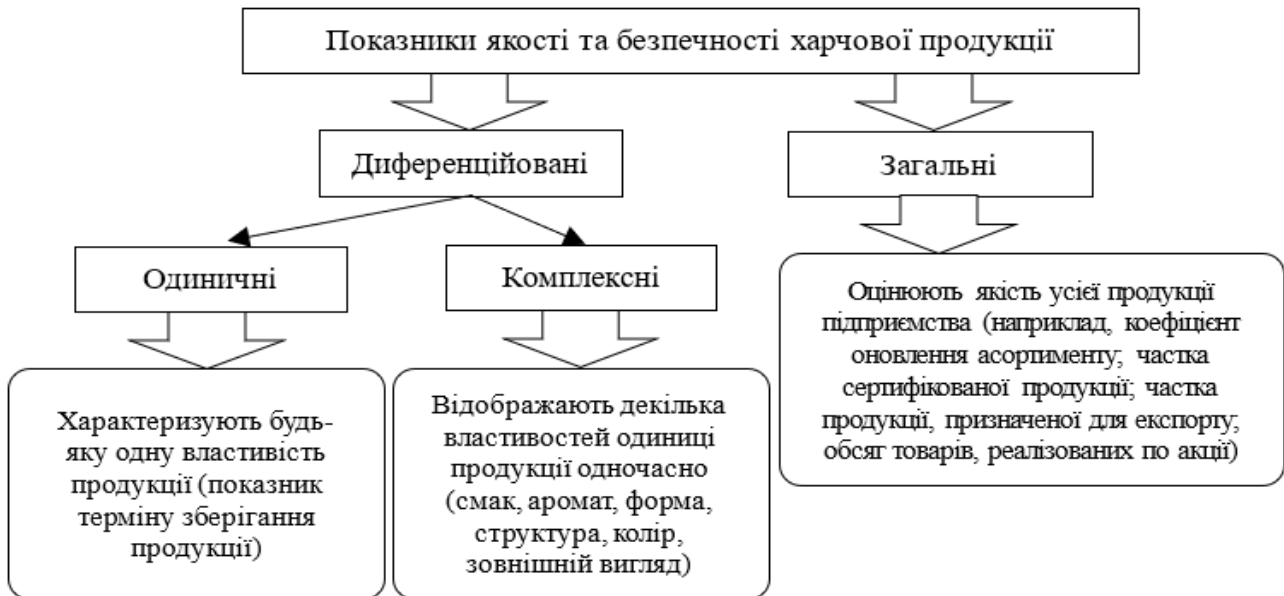 Показники якості та безпечності харчової продукції
Диференційовані
Загальні
Одиничні
Комплексні
Характеризують будь-
яку одну властивість
продукції (показник
терміну зберігання
продукції)
Відображають декілька
властивостей одиниці
продукції одночасно
(смак, аромат, форма,
структура, колір,
зовнішній вигляд)
Оцінюють якість усієї продукції
підприємства (наприклад, коефіцієнт
оновлення асортименту; частка
сертифікованої продукції; частка
продукції, призначеної для експорту;
обсяг товарів, реалізованих по акції)